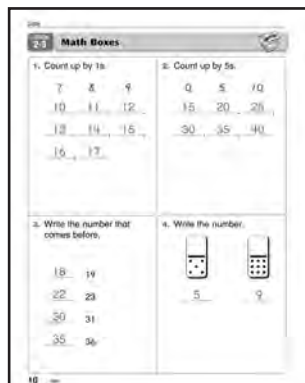 2·3 Math Boxes
1. Count up by 1s.
7 8 9
10, 11, 12,
13, 14, 15,
16, 17
2. Count up by 5s.
0 5 10
15, 20, 25,
30, 35, 40
3. Write the number that
comes before.
18 19
22 23
30 31
35 36
4. Write the number.
5 9
10